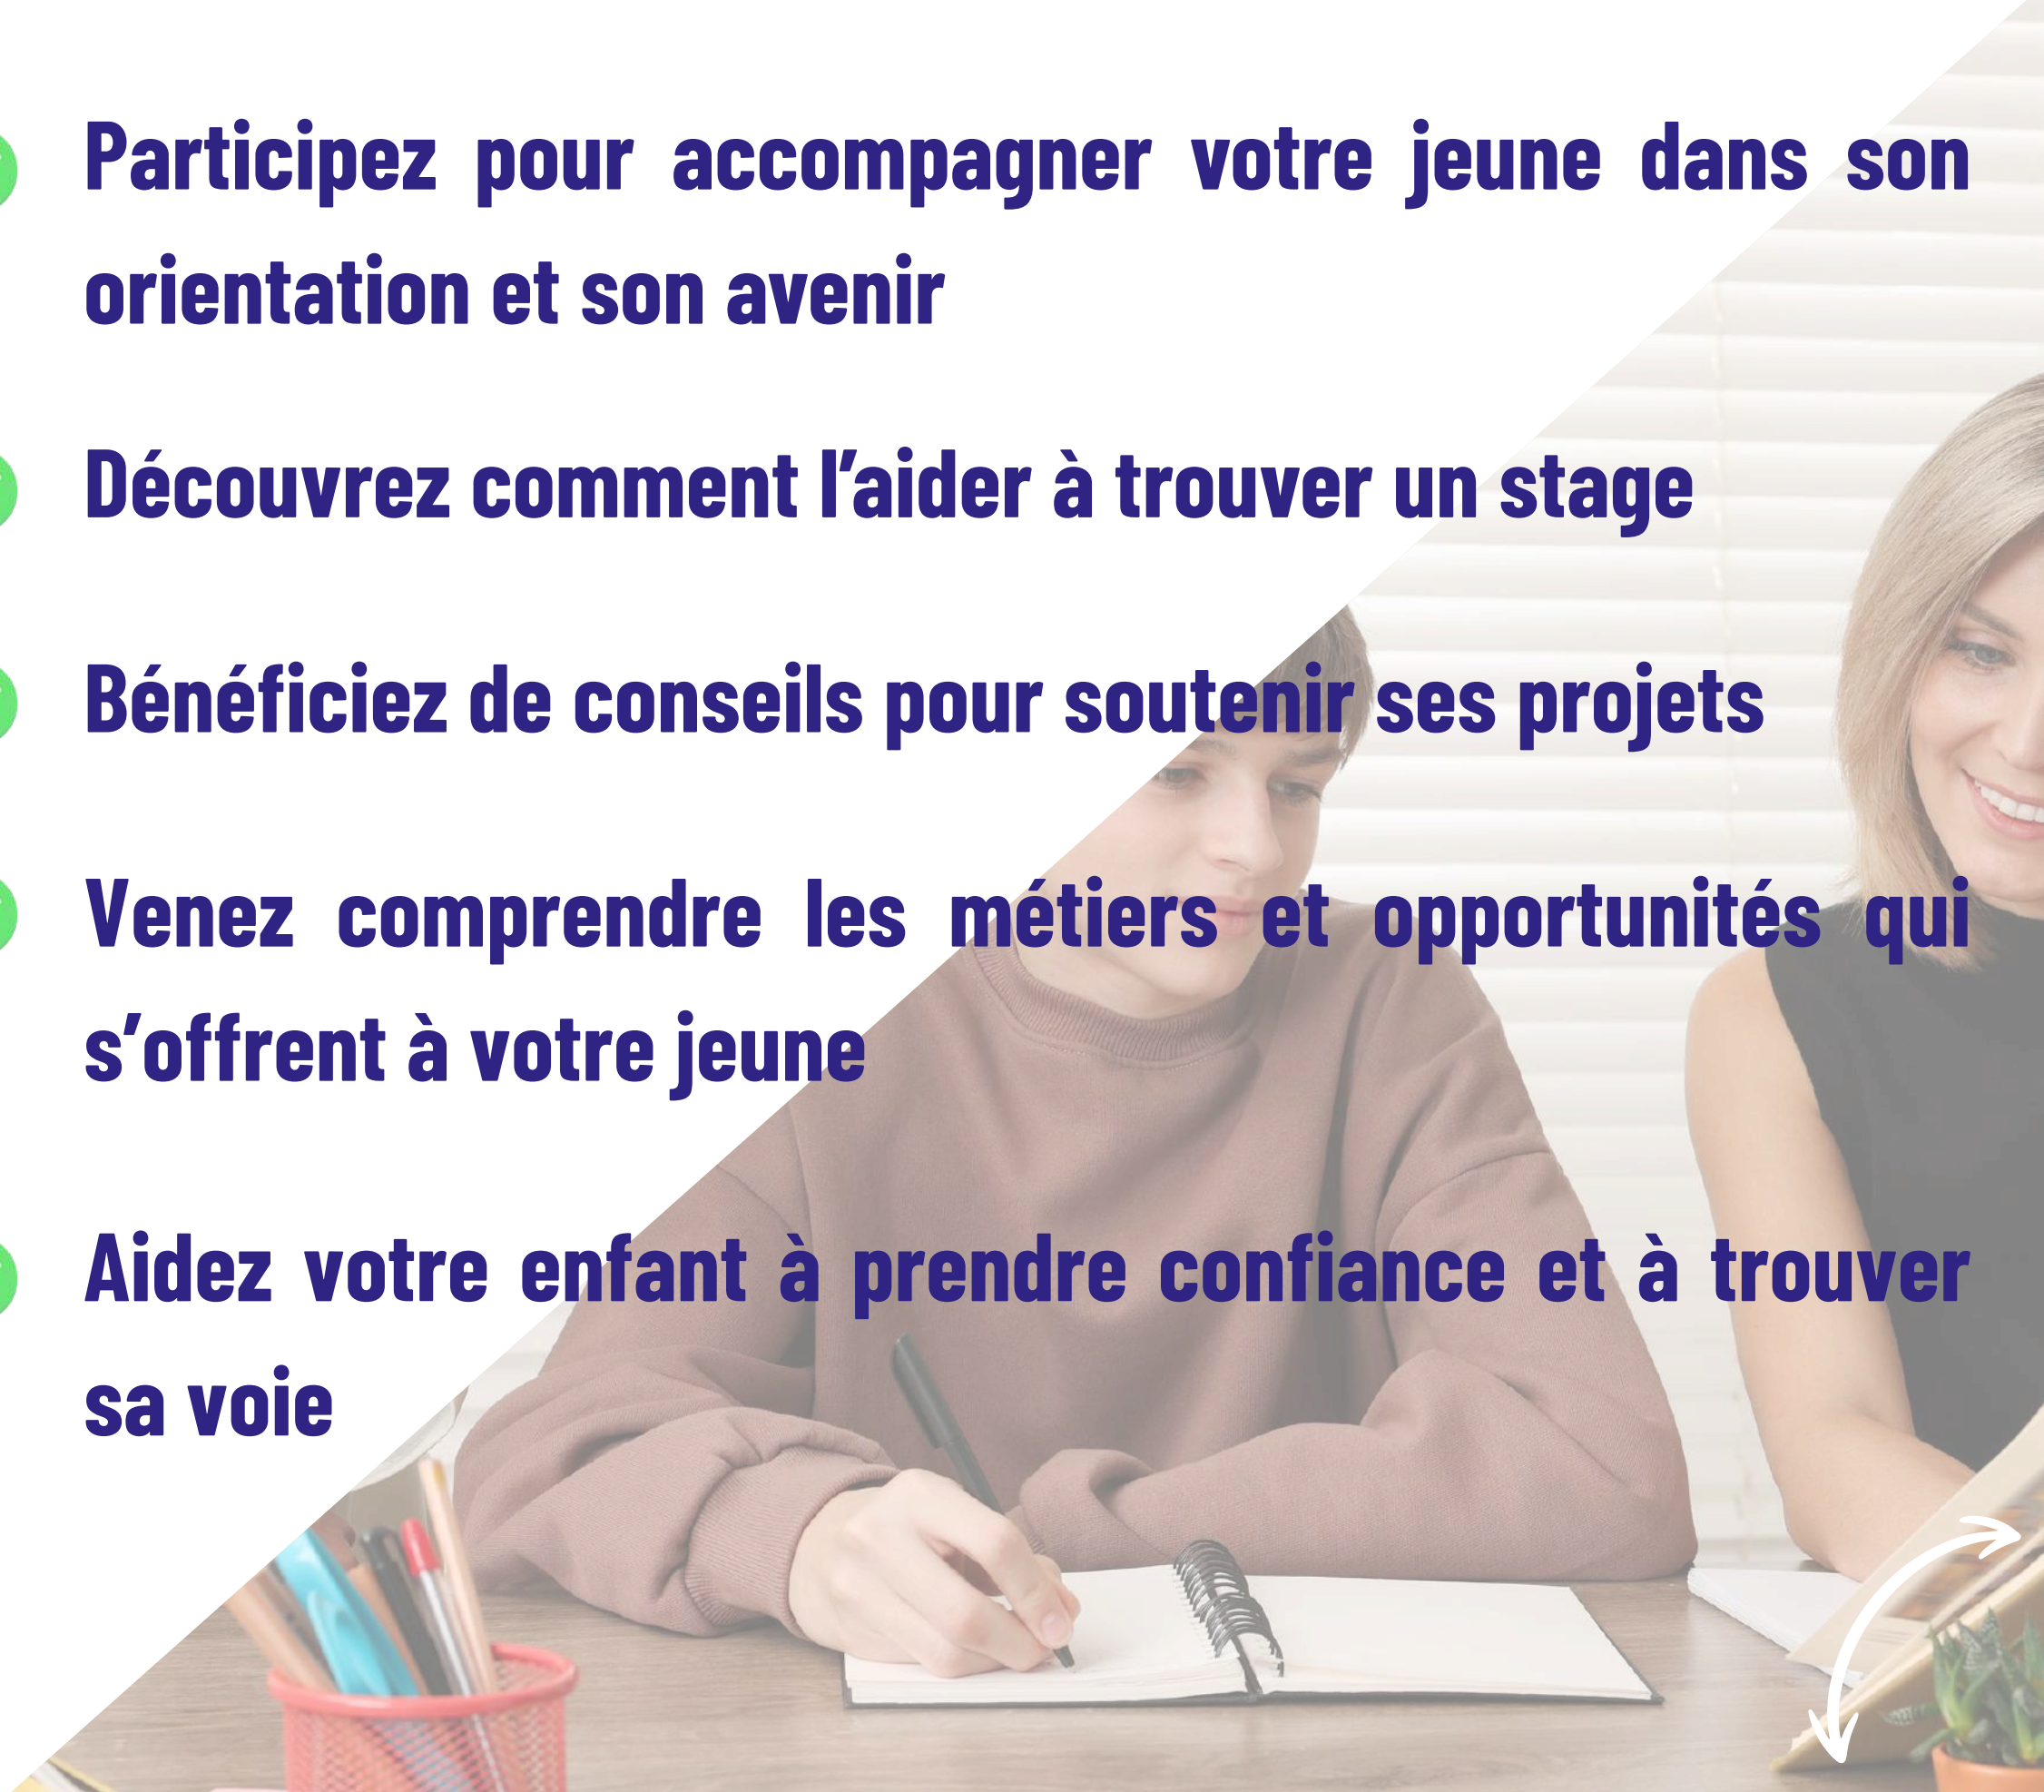 Participez pour accompagner votre jeune dans son
orientation et son avenir
Découvrez comment l’aider à trouver un stage
Bénéficiez de conseils pour soutenir ses projets
Venez comprendre les métiers et opportunités qui
s’offrent à votre jeune
Aidez votre enfant à prendre confiance et à trouver
sa voie